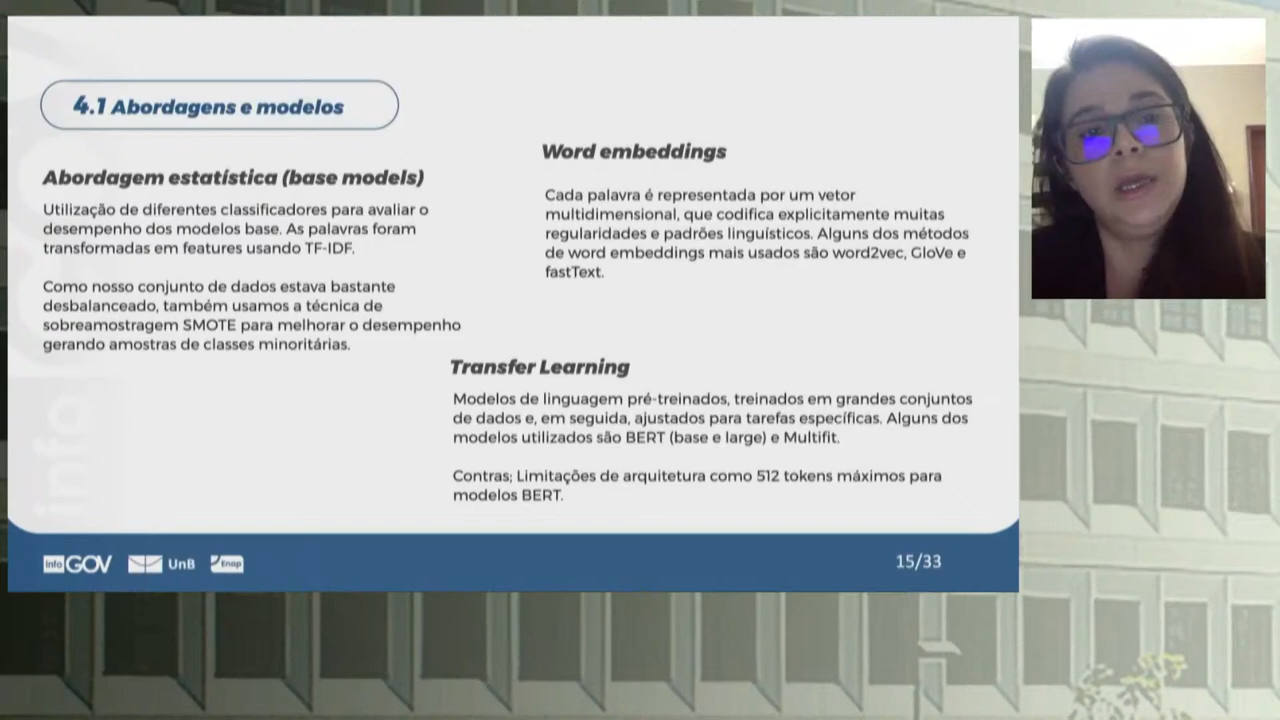 4.1 Abordagens e modelos
Abordagem estatística (base models)
Utilização de diferentes classificadores para avaliar o
desempenho dos modelos base. As palavras foram
transformadas em features usando TF-IDF.
Como nosso conjunto de dados estava bastante
desbalanceado, também usamos a técnica de
sobreamostragem SMOTE para melhorar o desempenho
gerando amostras de classes minoritárias.
Word embeddings
Cada palavra é representada por um vetor
multidimensional, que codifica explicitamente muitas
regularidades e padrões linguísticos. Alguns dos métodos
de word embeddings mais usados são word2vec, GloVe e
fastText.
Transfer Learning
Modelos de linguagem pré-treinados, treinados em grandes conjuntos
de dados e, em seguida, ajustados para tarefas específicas. Alguns dos
modelos utilizados são BERT (base e large) e Multifit.
Contras; Limitações de arquitetura como 512 tokens máximos para
modelos BERT.
info
info GOV UnB Enap
15/33